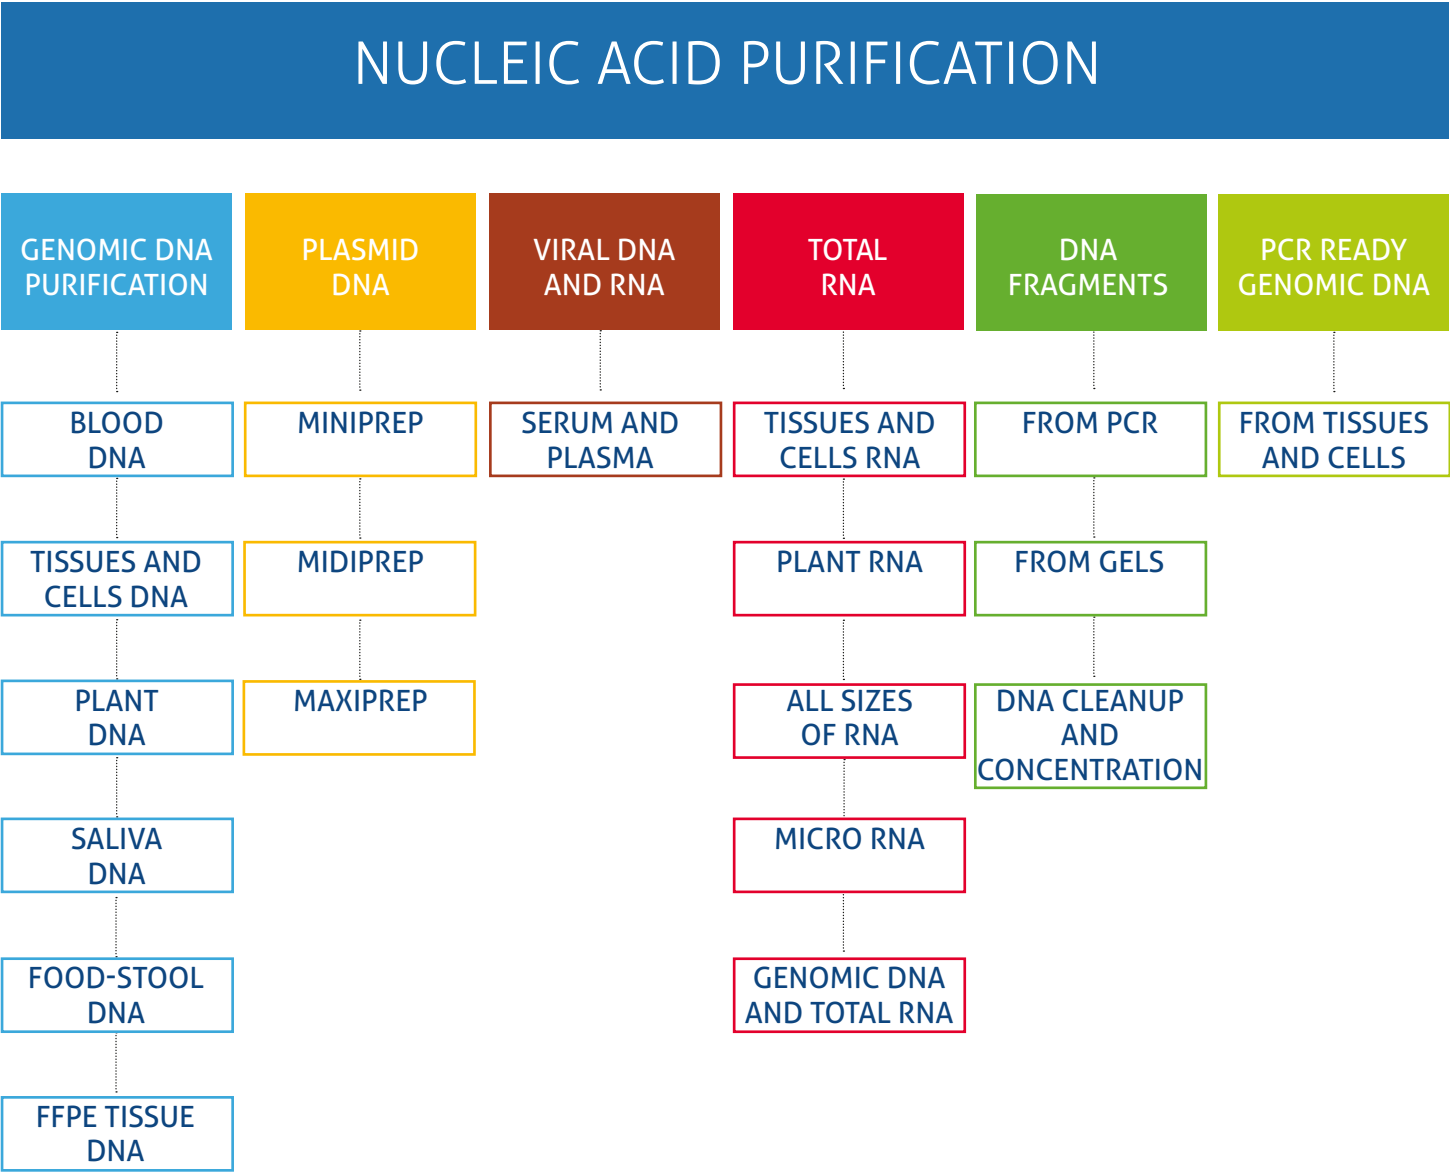 NUCLEIC ACID PURIFICATION
GENOMIC DNA
PURIFICATION
BLOOD
DNA
TISSUES AND
CELLS DNA
PLANT
DNA
SALIVA
DNA
FOOD-STOOL
DNA
FFPE TISSUE
DNA
PLASMID
DNA
MINIPREP
MIDIPREP
MAXIPREP
VIRAL DNA
AND RNA
SERUM AND
PLASMA
TOTAL
RNA
TISSUES AND
CELLS RNA
PLANT RNA
ALL SIZES
OF RNA
MICRO RNA
GENOMIC DNA
AND TOTAL RNA
DNA
FRAGMENTS
FROM PCR
FROM GELS
DNA CLEANUP
AND
CONCENTRATION
PCR READY
GENOMIC DNA
FROM TISSUES
AND CELLS